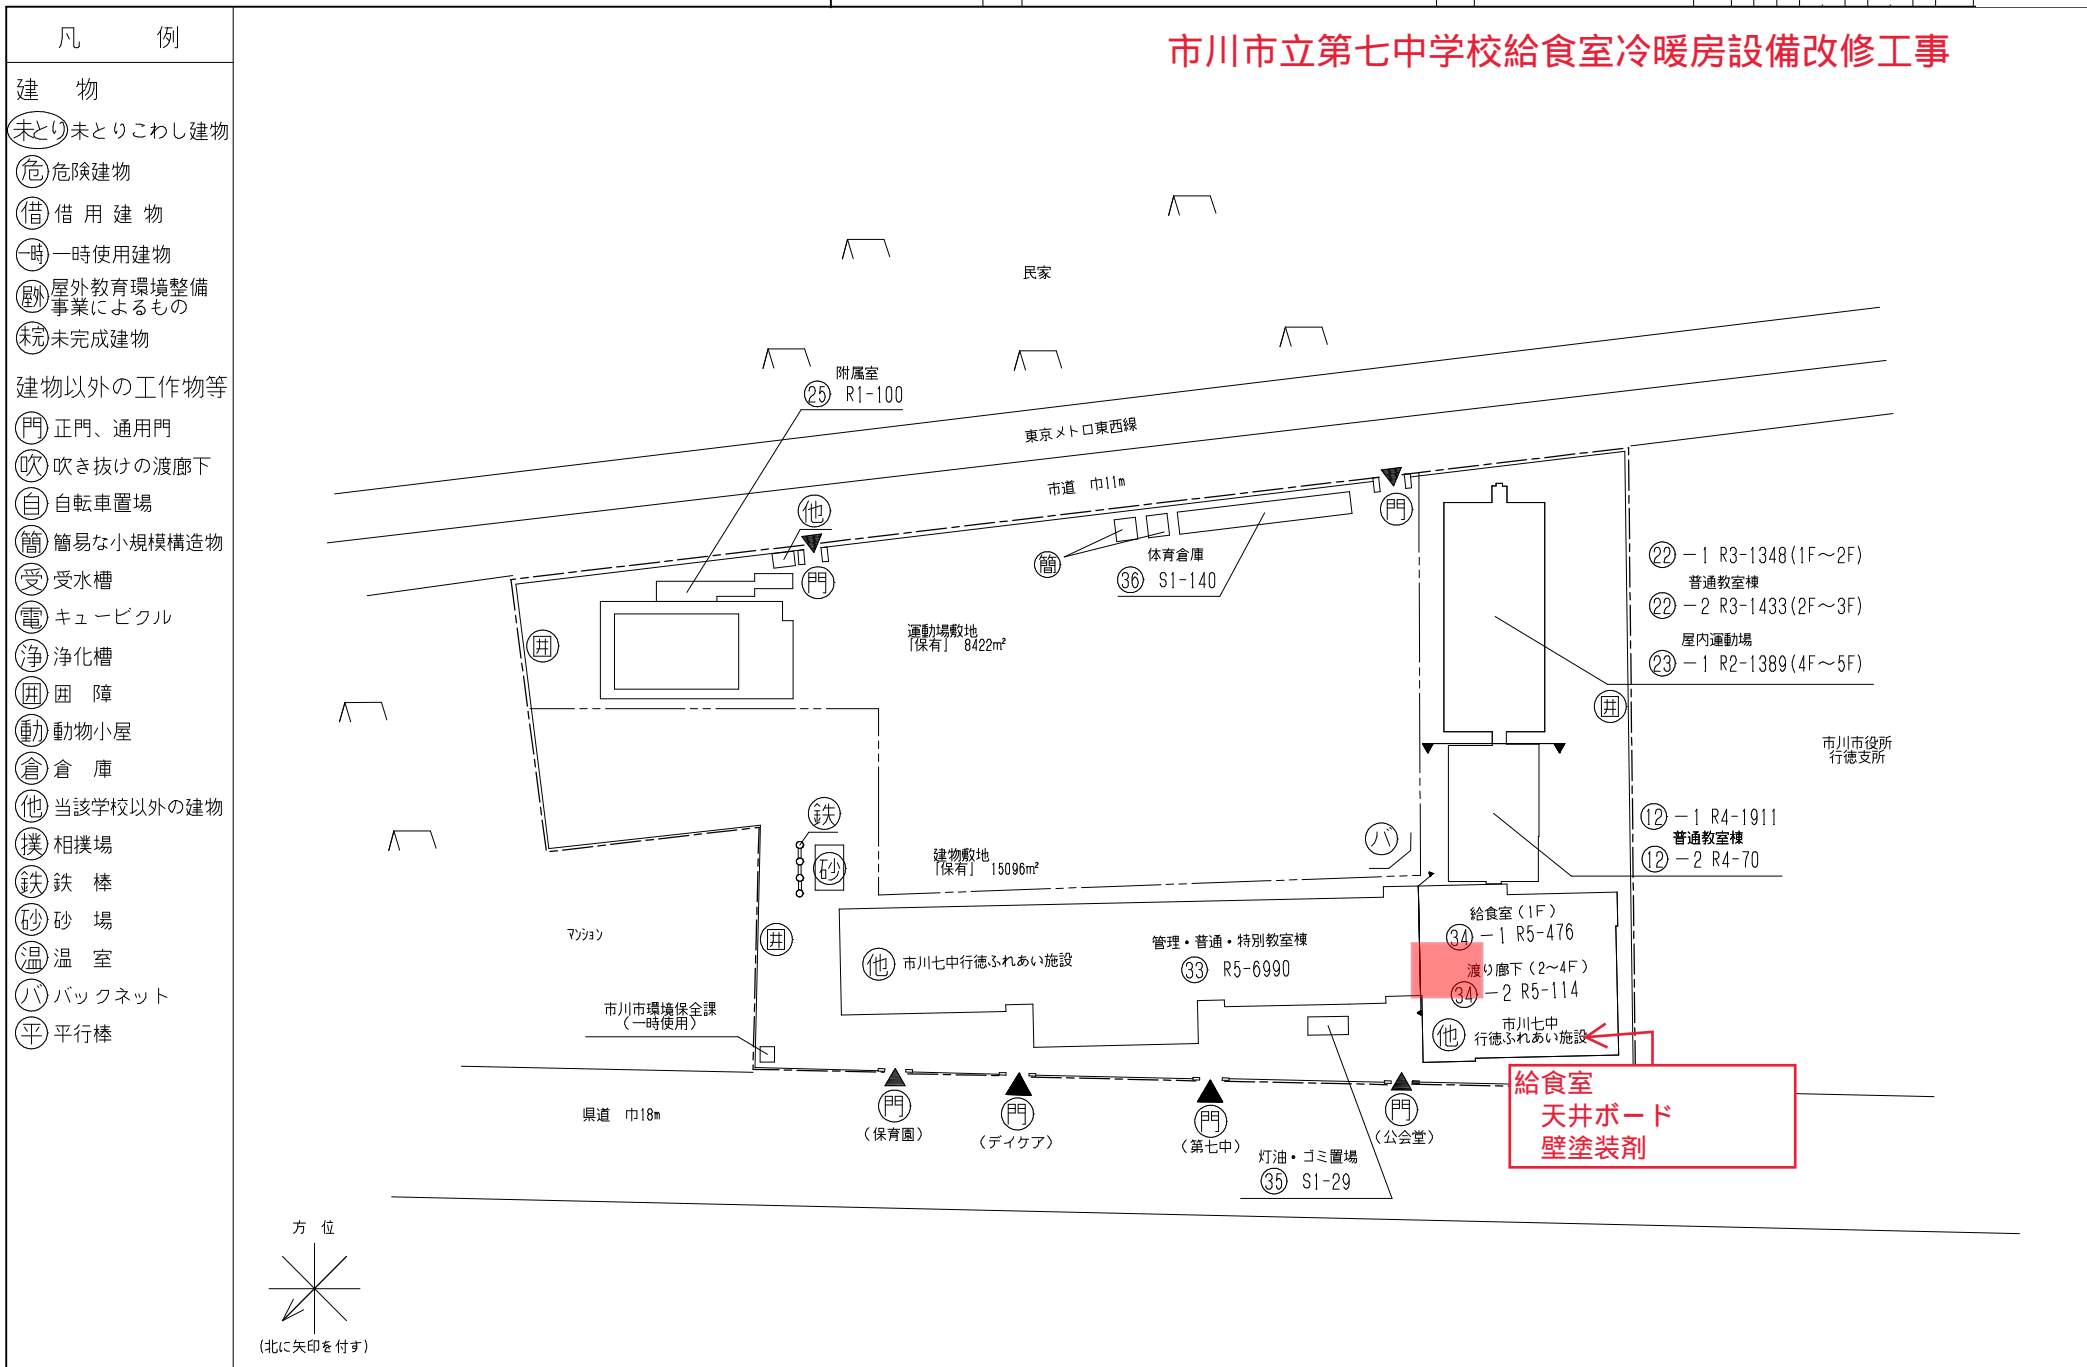 市川市立第七中学校給食室冷暖房設備改修工事
凡 例
建 物
未とり 未とりこわし建物
危 危険建物
借 借用建物
一時 一時使用建物
屋外 屋外教育環境整備
事業によるもの
未完 未完成建物
建物以外の工作物等
門 正門、通用門
吹 吹き抜けの渡廊下
自 自転車置場
簡 簡易な小規模構造物
受 受水槽
電 キュービクル
浄 浄化槽
囲 囲 障
動 動物小屋
倉 倉 庫
他 当該学校以外の建物
撲 相撲場
鉄 鉄 棒
砂 砂 場
温 温 室
バ バックネット
平 平行棒
民家
附属室
25 R1-100
東京メトロ東西線
市道 巾11m
他
門
門
簡
体育倉庫
36 S1-140
囲
運動場敷地
「保有」 8422m²
22 -1 R3-1348(1F~2F)
普通教室棟
22 -2 R3-1433(2F~3F)
屋内運動場
23 -1 R2-1389(4F~5F)
囲
市川市役所
行徳支所
鉄
砂
バ
12 -1 R4-1911
普通教室棟
12 -2 R4-70
建物敷地
「保有」 15096m²
マンション
囲
他 市川七中行徳ふれあい施設
管理・普通・特別教室棟
33 R5-6990
給食室(1F)
34 -1 R5-476
渡り廊下(2~4F)
34 -2 R5-114
他 市川七中
行徳ふれあい施設
市川市環境保全課
(一時使用)
県道 巾18m
門
(保育園)
門
(デイケア)
門
(第七中)
門
(公会堂)
灯油・ゴミ置場
35 S1-29
給食室
天井ボード
壁塗装剤
方 位
(北に矢印を付す)